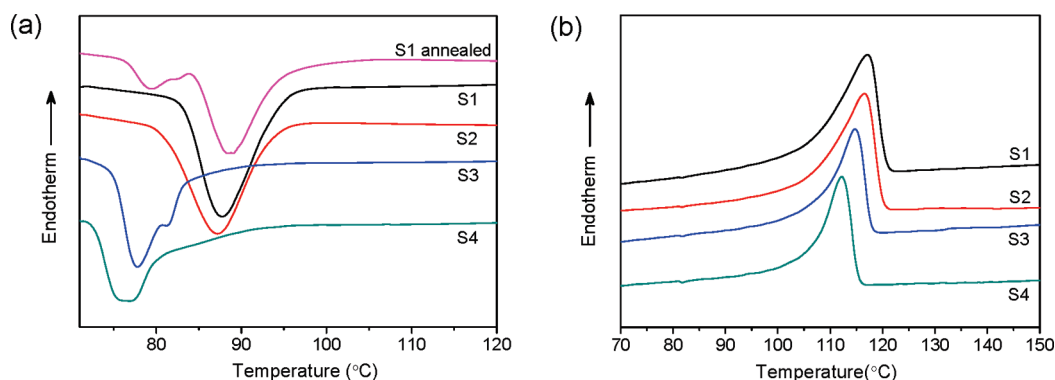 (a)
Endotherm
S1 annealed
S1
S2
S3
S4
80 90 100 110 120
Temperature (°C)
(b)
Endotherm
S1
S2
S3
S4
70 80 90 100 110 120 130 140 150
Temperature(°C)